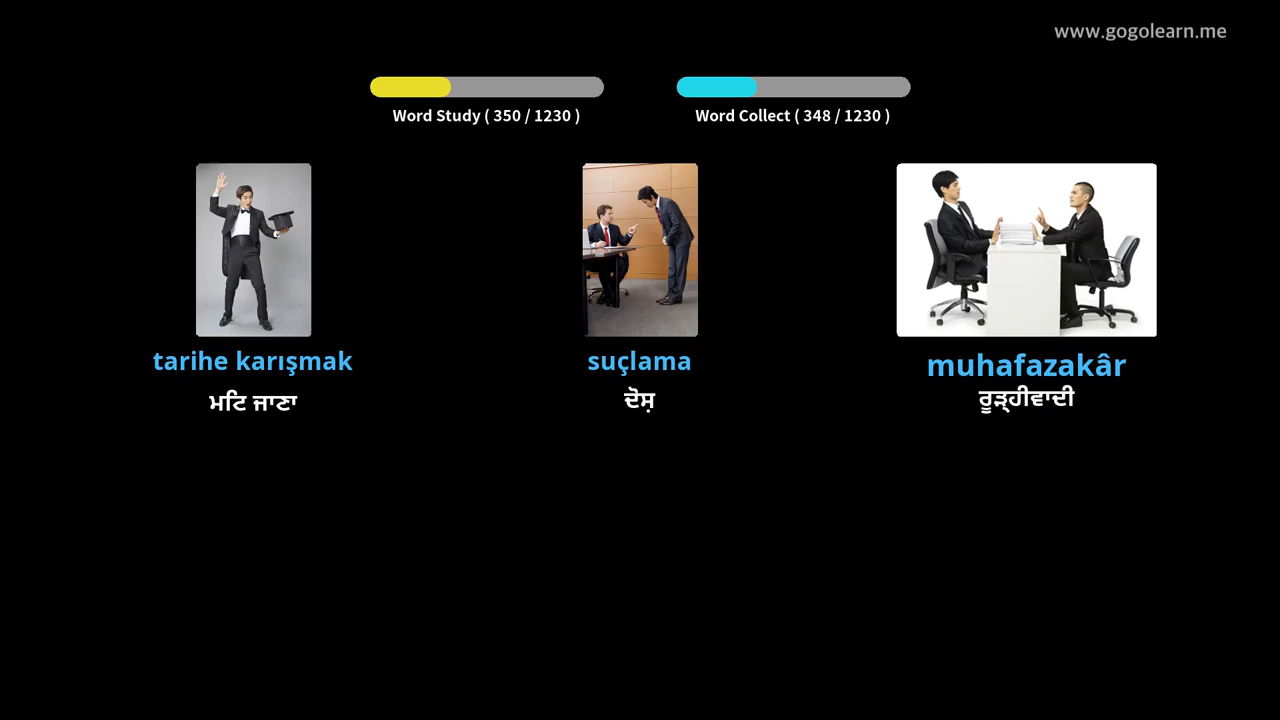 www.gogolearn.me
Word Study ( 350 / 1230 )
Word Collect ( 348 / 1230 )
tarihe karışmak
suçlama
muhafazakâr
ਮਟਿ ਜਾਣਾ
ਦੋਸ਼
ਰੂੜ੍ਹੀਵਾਦੀ